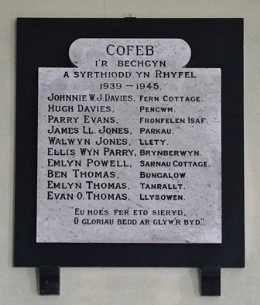 COFEB
I'R BECHGYN
A SYRTHIODD YN RHYFEL
1939 – 1945.
JOHNNIE W.J. DAVIES, FERN COTTAGE.
HUGH DAVIES, PENCWM.
PARRY EVANS, FRONFELEN ISAF.
JAMES LL. JONES, PARKAU.
WALWYN JONES, LLETY.
ELLIS WYN PARRY, BRYNBERWYN.
EMLYN POWELL, SARNAU COTTAGE.
BEN THOMAS, BUNGALOW.
EMLYN THOMAS, TANRALLT.
EVAN O. THOMAS, LLYSOWEN.
"EU HOES FER ETO SIERYD,
O GLORIAU BEDD AR GLYW'R BYD."